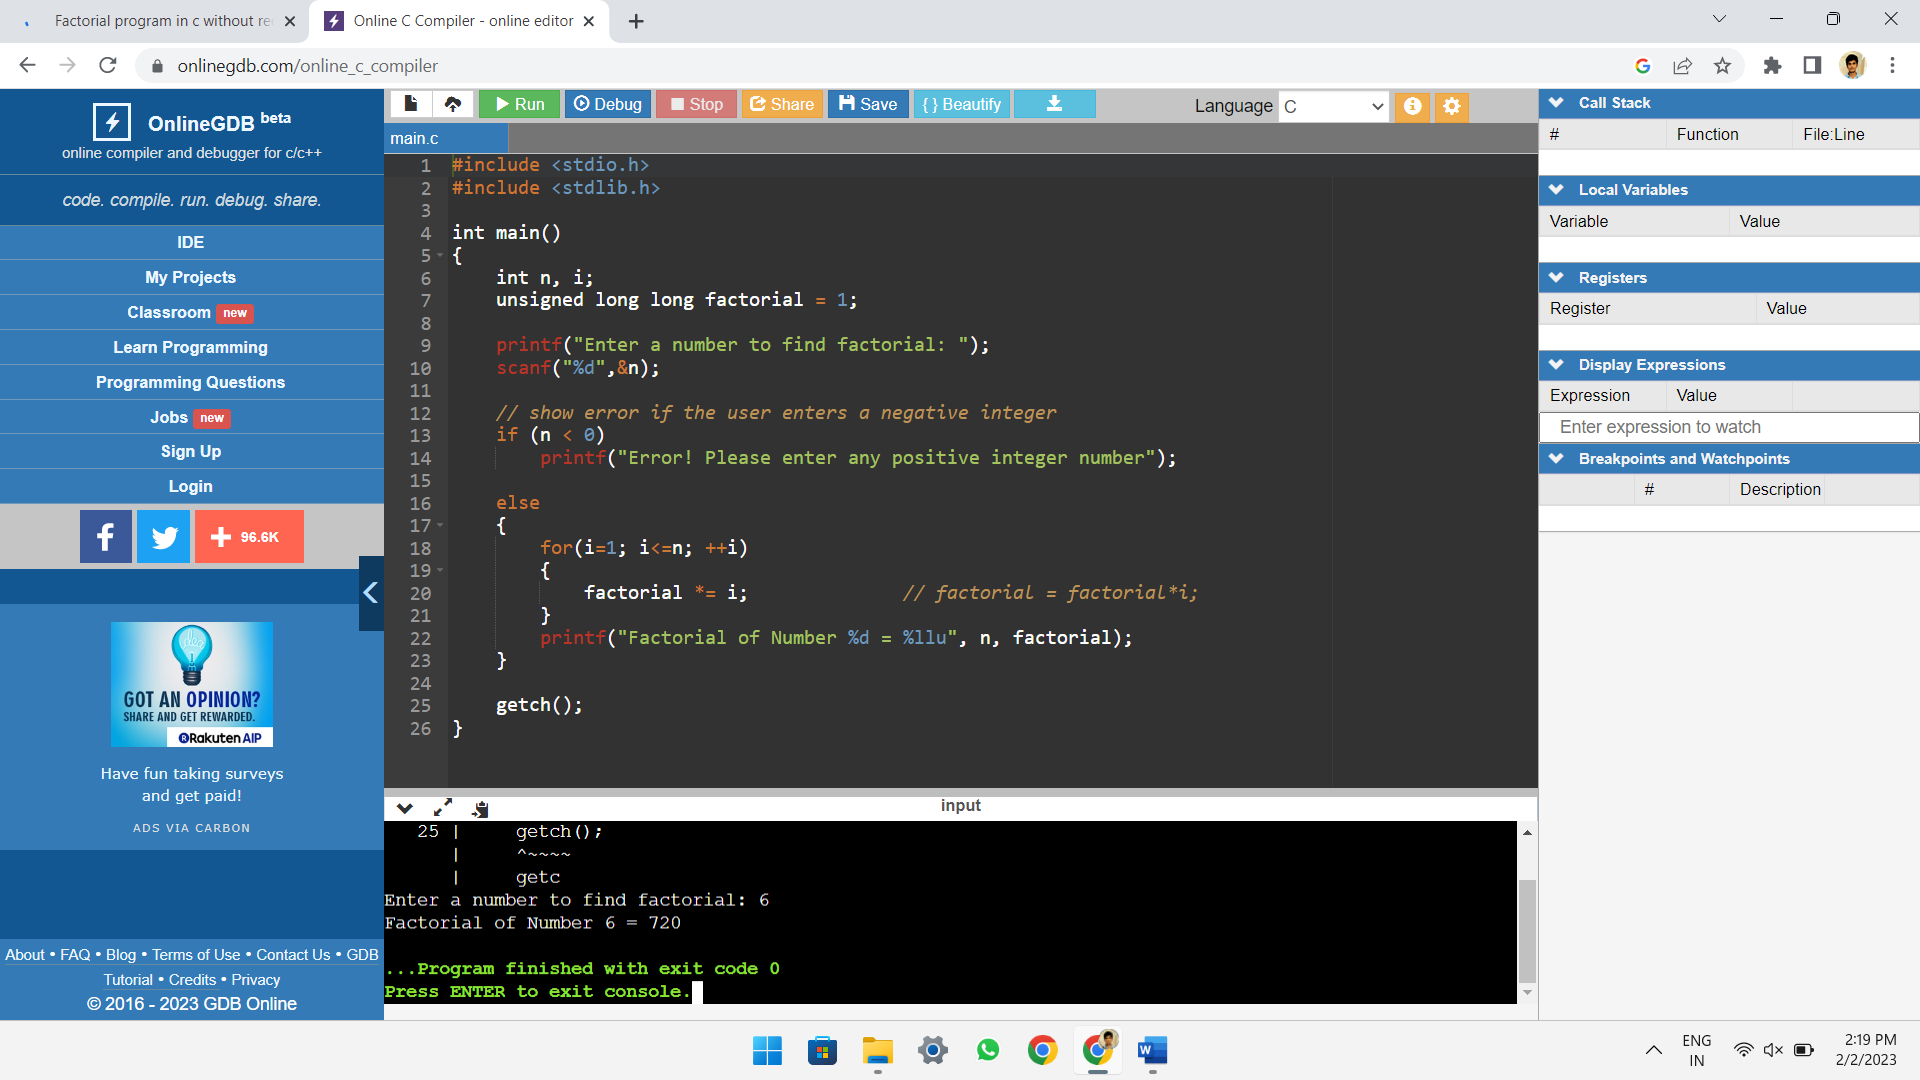 Factorial program in c without re
Online C Compiler - online editor
onlinegdb.com/online_c_compiler
OnlineGDB beta
online compiler and debugger for c/c++
code. compile. run. debug. share.
IDE
My Projects
Classroom new
Learn Programming
Programming Questions
Jobs new
Sign Up
Login
f
96.6K
GOT AN OPINION?
SHARE AND GET REWARDED.
Rakuten AIP
Have fun taking surveys
and get paid!
ADS VIA CARBON
About • FAQ • Blog • Terms of Use • Contact Us • GDB
Tutorial • Credits • Privacy
© 2016 - 2023 GDB Online
Run Debug Stop Share Save {} Beautify
Language C
main.c
1 #include <stdio.h>
2 #include <stdlib.h>
3
4 int main()
5 {
6 int n, i;
7 unsigned long long factorial = 1;
8
9 printf("Enter a number to find factorial: ");
10 scanf("%d",&n);
11
12 // show error if the user enters a negative integer
13 if (n < 0)
14 printf("Error! Please enter any positive integer number");
15
16 else
17 {
18 for(i=1; i<=n; ++i)
19 {
20 factorial *= i; // factorial = factorial*i;
21 }
22 printf("Factorial of Number %d = %llu", n, factorial);
23 }
24
25 getch();
26 }
input
25 | getch();
| ^~~~~
| getc
Enter a number to find factorial: 6
Factorial of Number 6 = 720
...Program finished with exit code 0
Press ENTER to exit console.
Call Stack
# Function File:Line
Local Variables
Variable Value
Registers
Register Value
Display Expressions
Expression Value
Enter expression to watch
Breakpoints and Watchpoints
# Description
ENG
IN
2:19 PM
2/2/2023